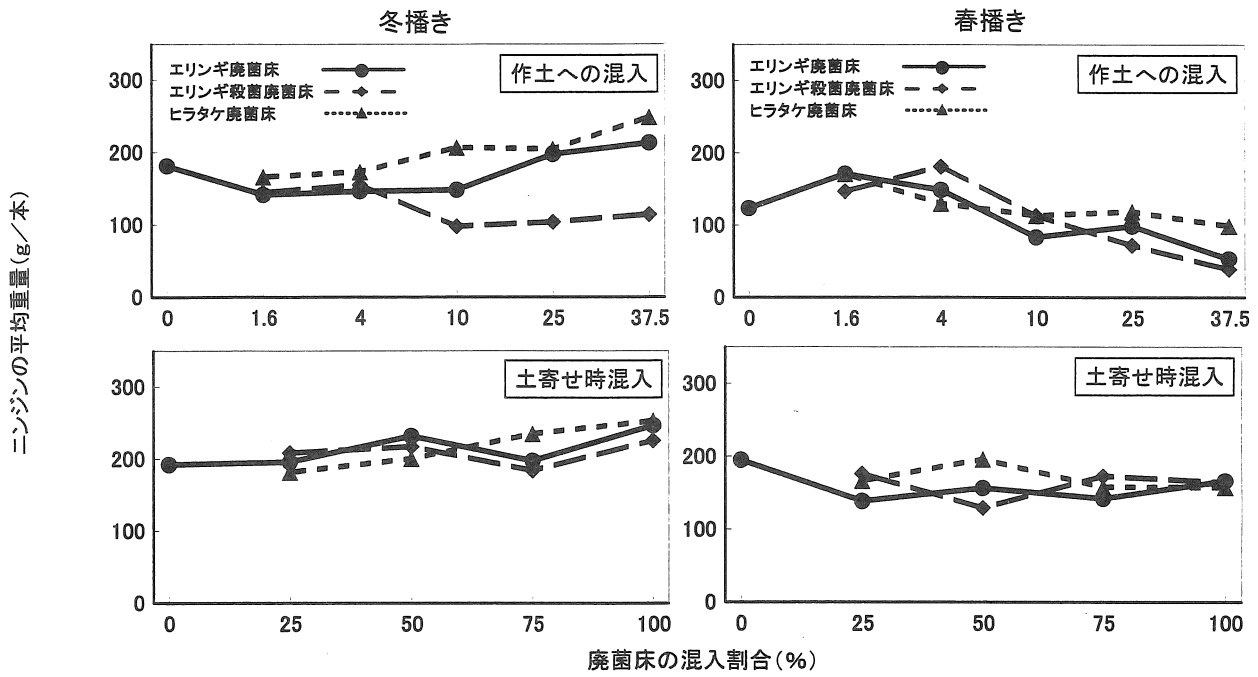 冬播き
春播き
エリンギ廃菌床
エリンギ殺菌廃菌床
ヒラタケ廃菌床
作土への混入
300
200
100
0
0 1.6 4 10 25 37.5
エリンギ廃菌床
エリンギ殺菌廃菌床
ヒラタケ廃菌床
作土への混入
300
200
100
0
0 1.6 4 10 25 37.5
ニンジンの平均重量(g/本)
土寄せ時混入
300
200
100
0
0 25 50 75 100
土寄せ時混入
300
200
100
0
0 25 50 75 100
廃菌床の混入割合(%)